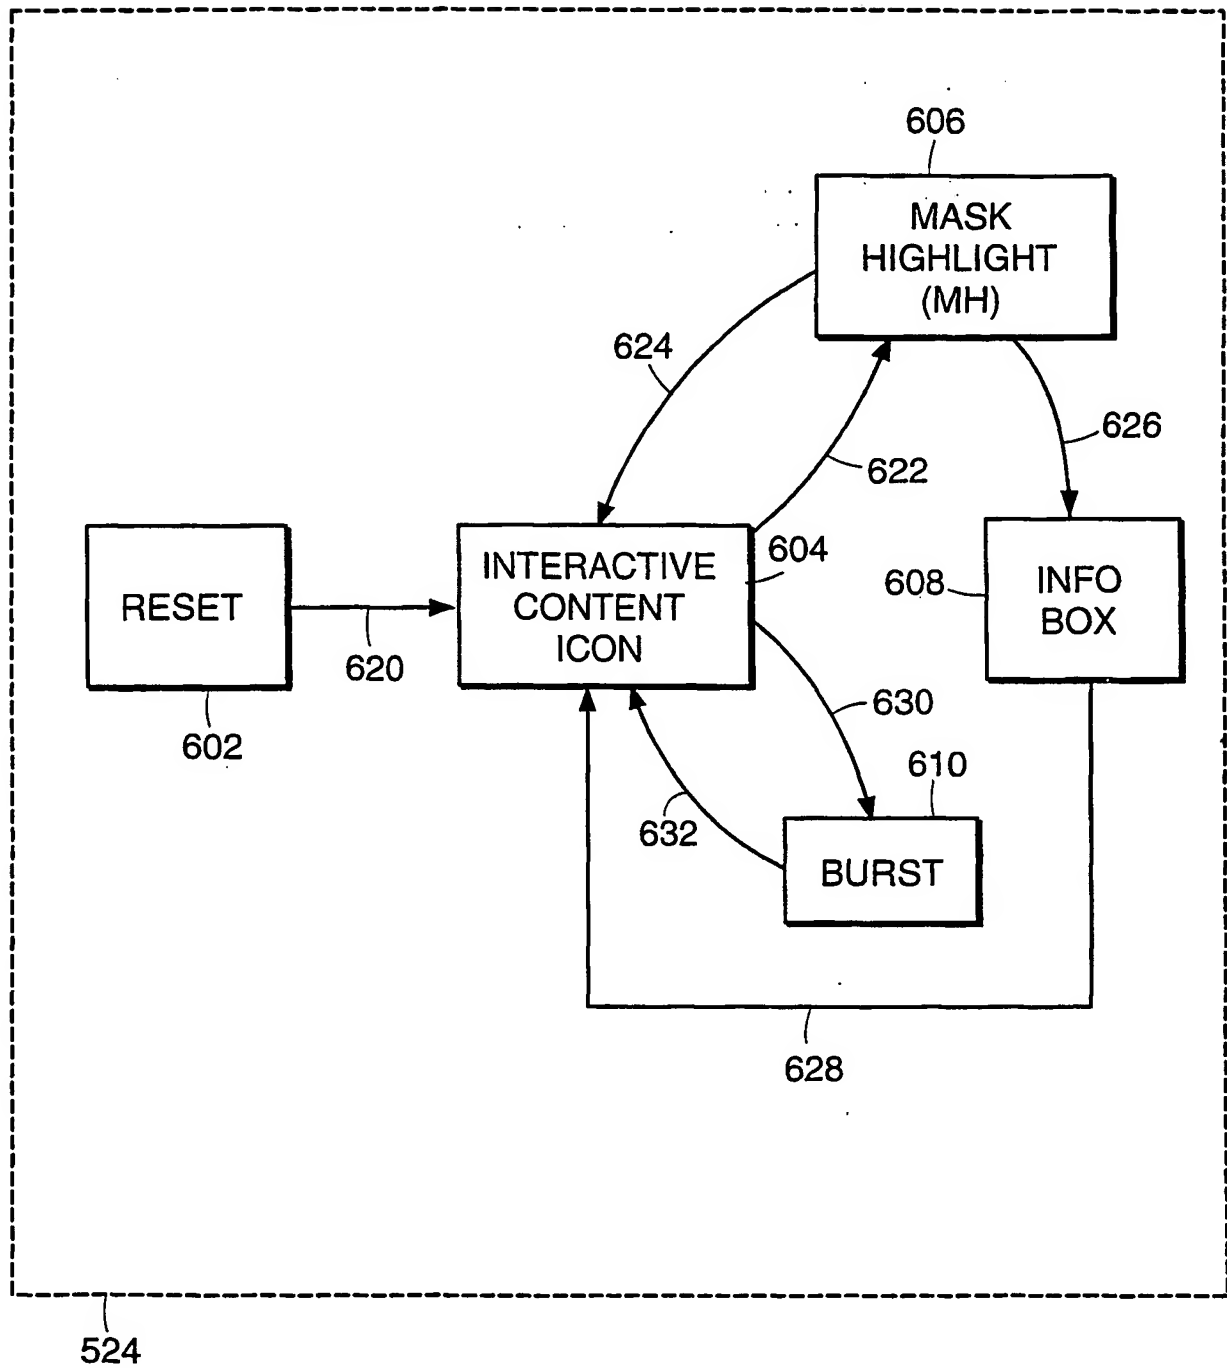 606
MASK
HIGHLIGHT
(MH)
624
622
626
604
INTERACTIVE
CONTENT
ICON
RESET
620
602
608
INFO
BOX
630
610
632
BURST
628
524